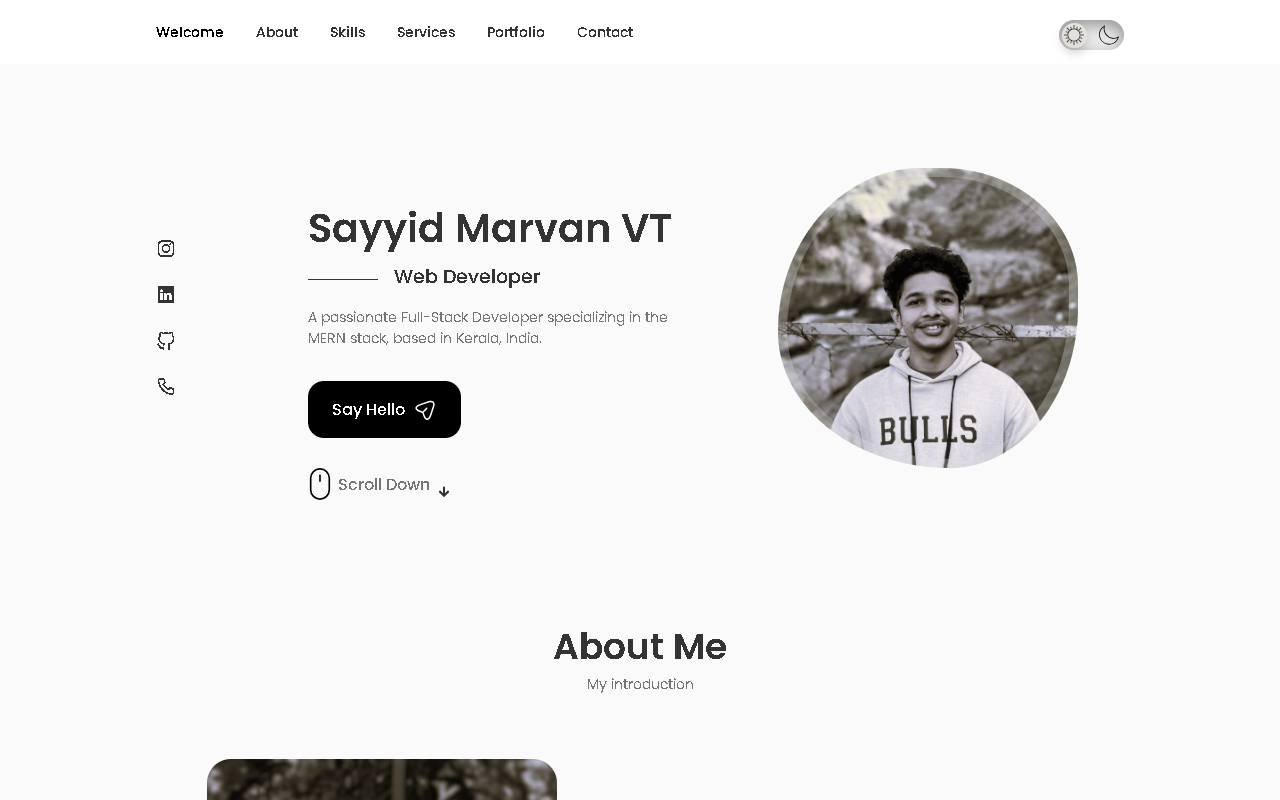 Welcome About Skills Services Portfolio Contact
Sayyid Marvan VT
Web Developer
A passionate Full-Stack Developer specializing in the
MERN stack, based in Kerala, India.
Say Hello
Scroll Down
BULLS
About Me
My introduction